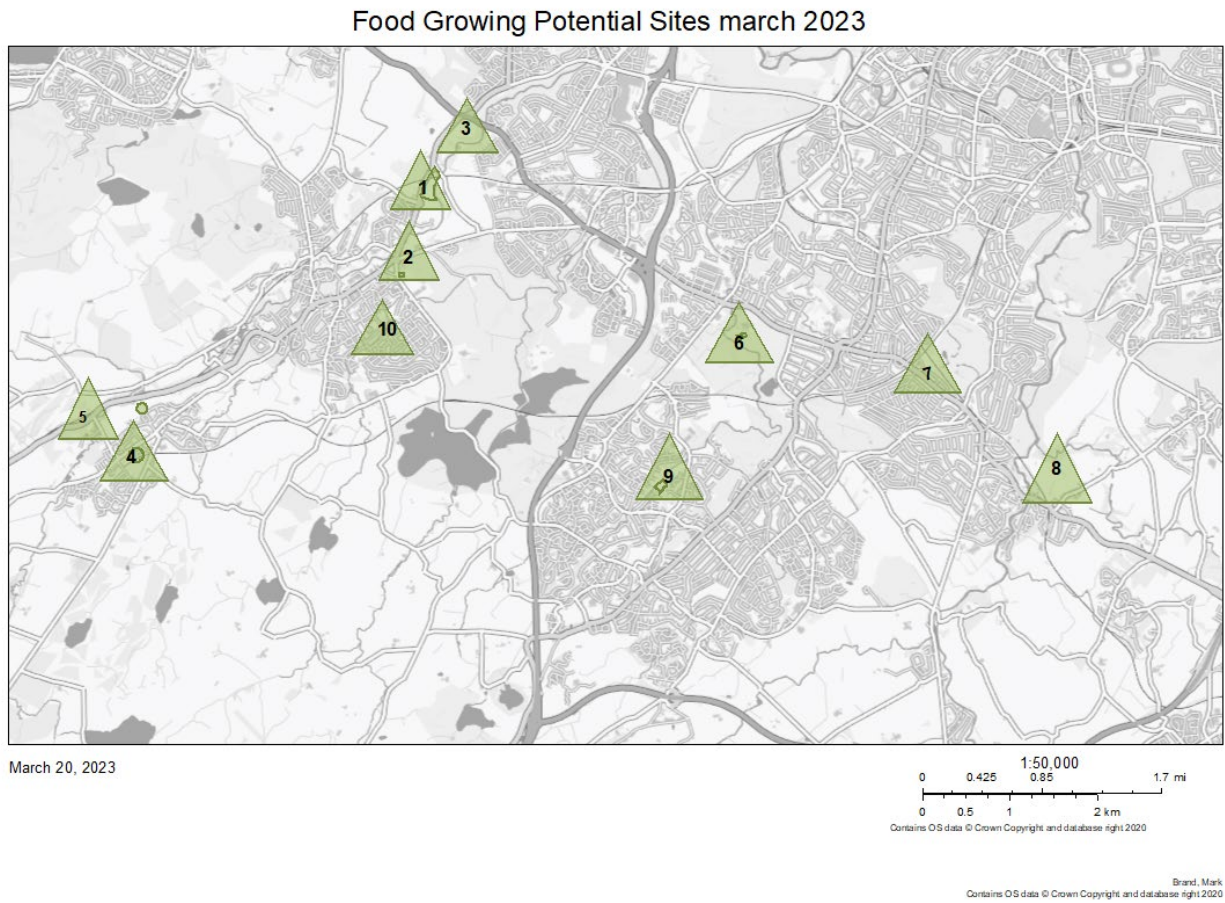 Food Growing Potential Sites march 2023
3
1
2
10
6
7
5
4
9
8
March 20, 2023
1:50,000
0 0.425 0.85 1.7 mi
0 0.5 1 2 km
Contains OS data © Crown Copyright and database right 2020
Brand, Mark
Contains OS data © Crown Copyright and database right 2020